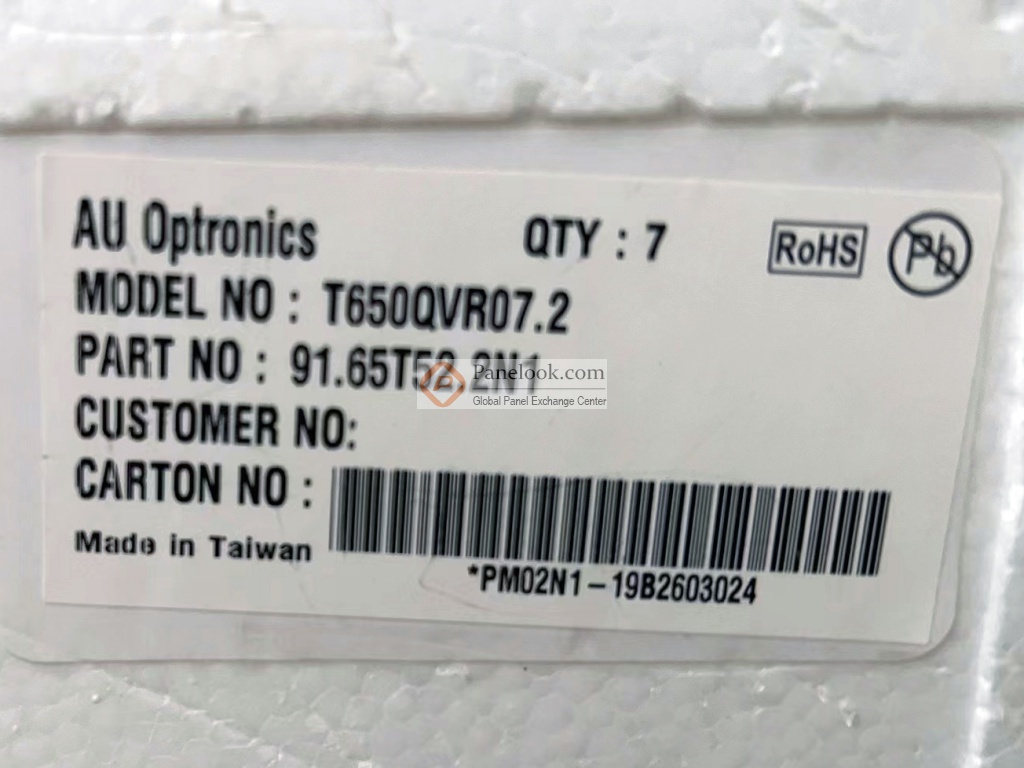 AU Optronics QTY : 7 RoHS Pb
MODEL NO : T650QVR07.2
PART NO : 91.65T52.2N1
Panelook.com
Global Panel Exchange Center
CUSTOMER NO:
CARTON NO :
Made in Taiwan
*PM02N1-19B2603024